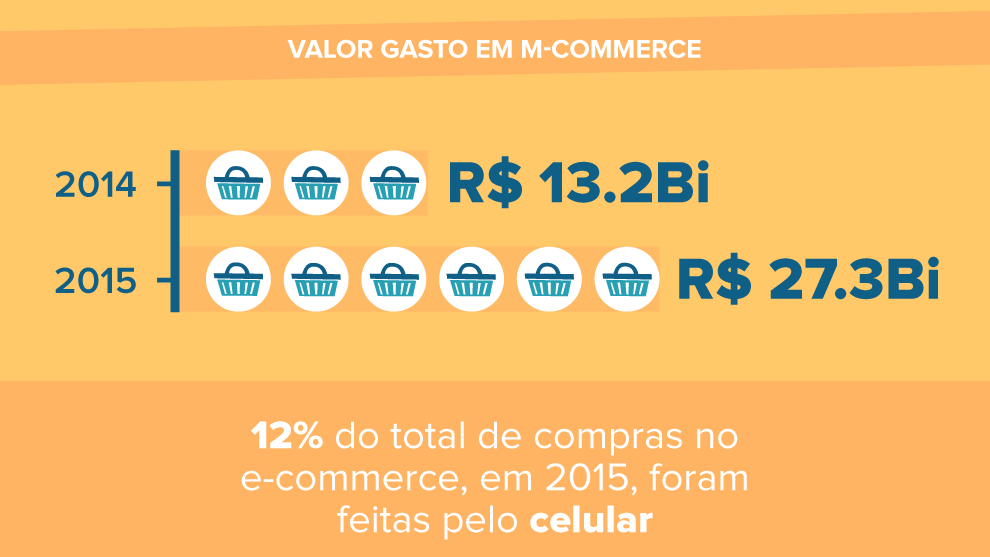 VALOR GASTO EM M-COMMERCE
2014 R$ 13.2Bi
2015 R$ 27.3Bi
12% do total de compras no
e-commerce, em 2015, foram
feitas pelo celular